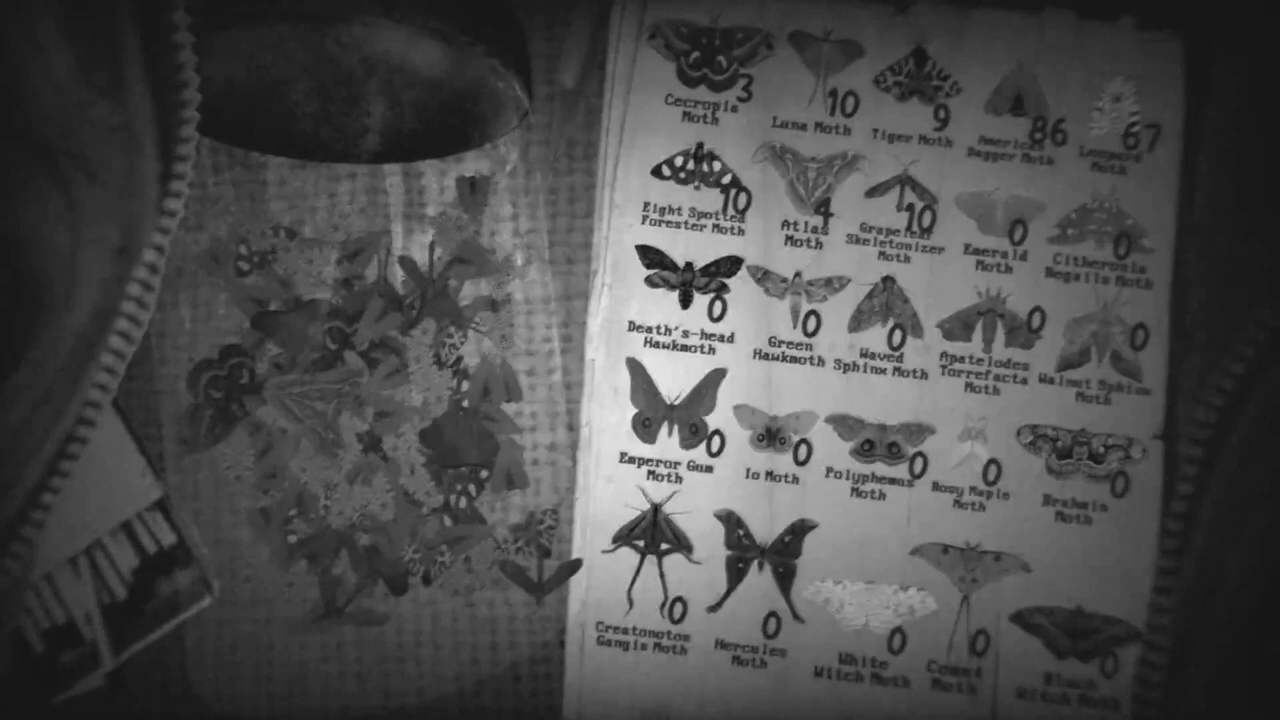 3 10 9 86 67
Cecropia
Moth
Luna Moth
Tiger Moth
American
Dagger Moth
Leopard
Moth
10 4 10 0 0
Eight Spotted
Forester Moth
Atlas
Moth
Grapeleaf
Skeletonizer
Moth
Emerald
Moth
Citheronia
Regalis Moth
0 0 0 0 0
Death's-head
Hawkmoth
Green
Hawkmoth
Waved
Sphinx Moth
Apatelodes
Torrefacta
Moth
Walnut Sphinx
Moth
0 0 0 0 0
Emperor Gum
Moth
Io Moth
Polyphemus
Moth
Rosy Maple
Moth
Brahmin
Moth
0 0 0 0 0
Creatonotos
Gangis Moth
Hercules
Moth
White
Witch Moth
Comet
Moth
Black
Witch Moth